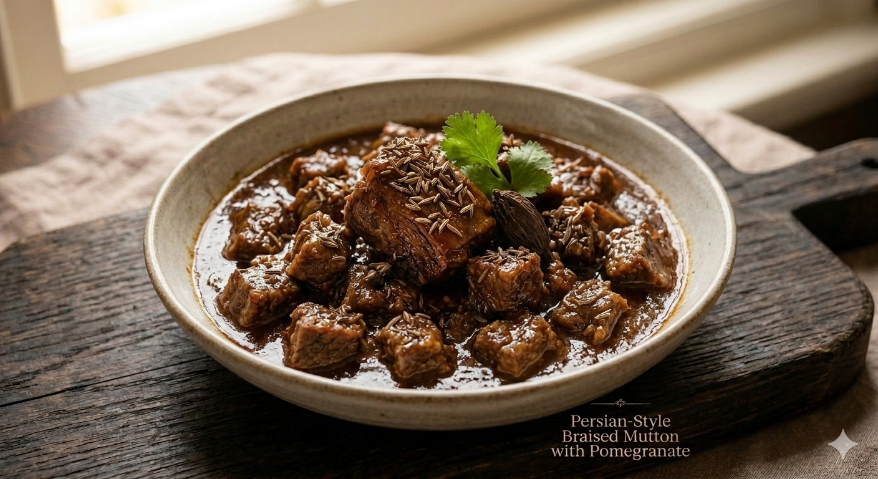 Persian-Style
Braised Mutton
with Pomegranate